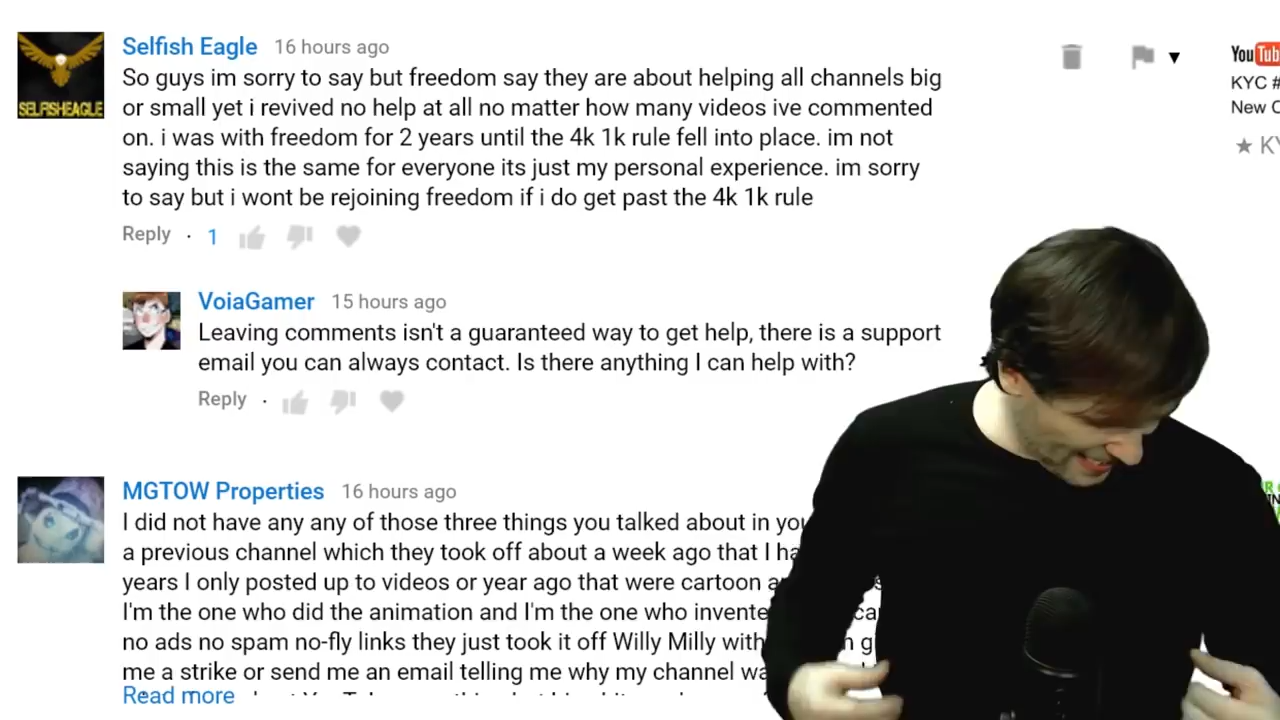 Selfish Eagle 16 hours ago
So guys im sorry to say but freedom say they are about helping all channels big
or small yet i revived no help at all no matter how many videos ive commented
on. i was with freedom for 2 years until the 4k 1k rule fell into place. im not
saying this is the same for everyone its just my personal experience. im sorry
to say but i wont be rejoining freedom if i do get past the 4k 1k rule
Reply · 1
SELFISHEAGLE
VoiaGamer 15 hours ago
Leaving comments isn't a guaranteed way to get help, there is a support
email you can always contact. Is there anything I can help with?
Reply ·
MGTOW Properties 16 hours ago
I did not have any any of those three things you talked about in
a previous channel which they took off about a week ago that I
years I only posted up to videos or year ago that were cartoon
I'm the one who did the animation and I'm the one who
no ads no spam no-fly links they just took it off Willy Milly
me a strike or send me an email telling me why my channel
Read more
YouTub
KYC #
New C
★ KY